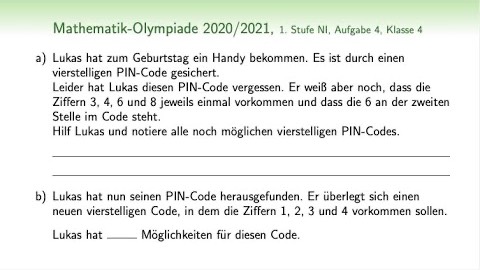 Mathematik-Olympiade 2020/2021, 1. Stufe NI, Aufgabe 4, Klasse 4
a) Lukas hat zum Geburtstag ein Handy bekommen. Es ist durch einen
vierstelligen PIN-Code gesichert.
Leider hat Lukas diesen PIN-Code vergessen. Er weiß aber noch, dass die
Ziffern 3, 4, 6 und 8 jeweils einmal vorkommen und dass die 6 an der zweiten
Stelle im Code steht.
Hilf Lukas und notiere alle noch möglichen vierstelligen PIN-Codes.
b) Lukas hat nun seinen PIN-Code herausgefunden. Er überlegt sich einen
neuen vierstelligen Code, in dem die Ziffern 1, 2, 3 und 4 vorkommen sollen.
Lukas hat ____ Möglichkeiten für diesen Code.